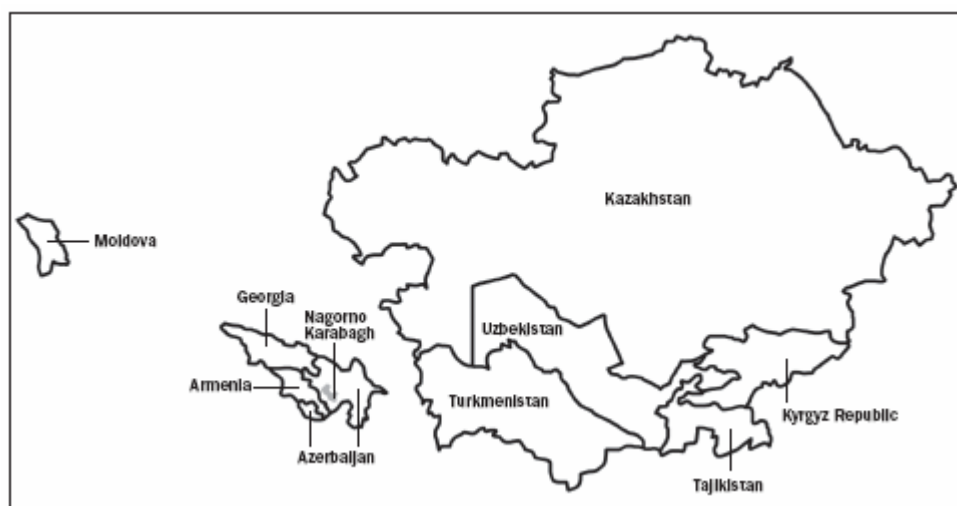 Kazakhstan
Moldova
Georgia
Nagorno
Karabagh
Uzbekistan
Armenia
Turkmenistan
Kyrgyz Republic
Azerbaijan
Tajikistan